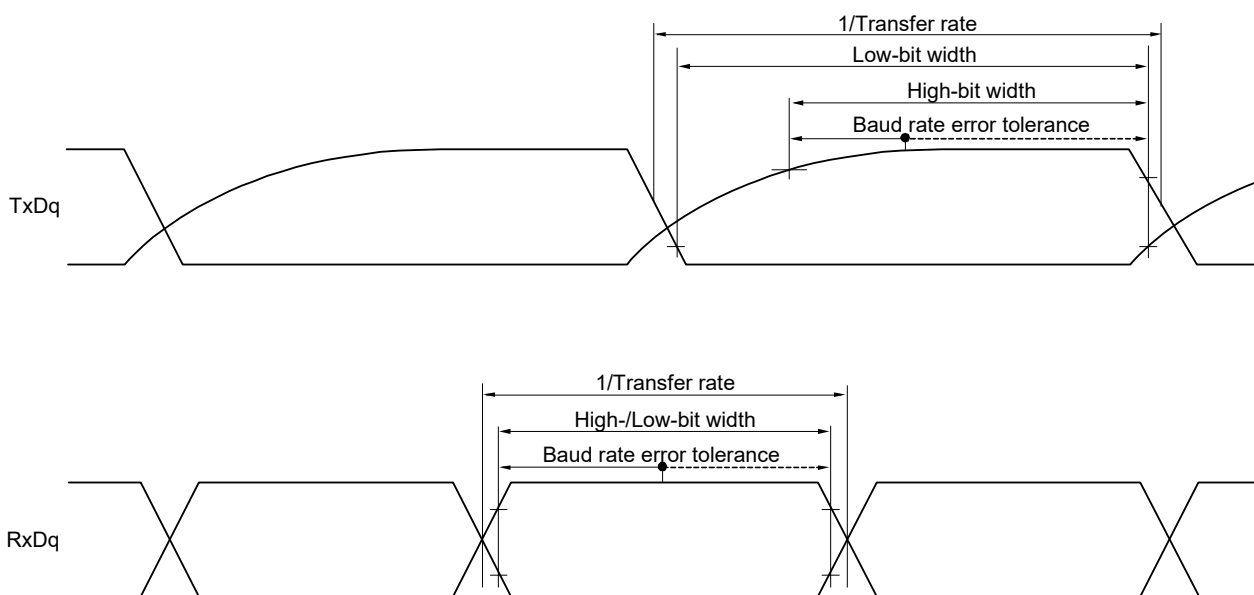 1/Transfer rate
Low-bit width
High-bit width
Baud rate error tolerance
TxDq
1/Transfer rate
High-/Low-bit width
Baud rate error tolerance
RxDq